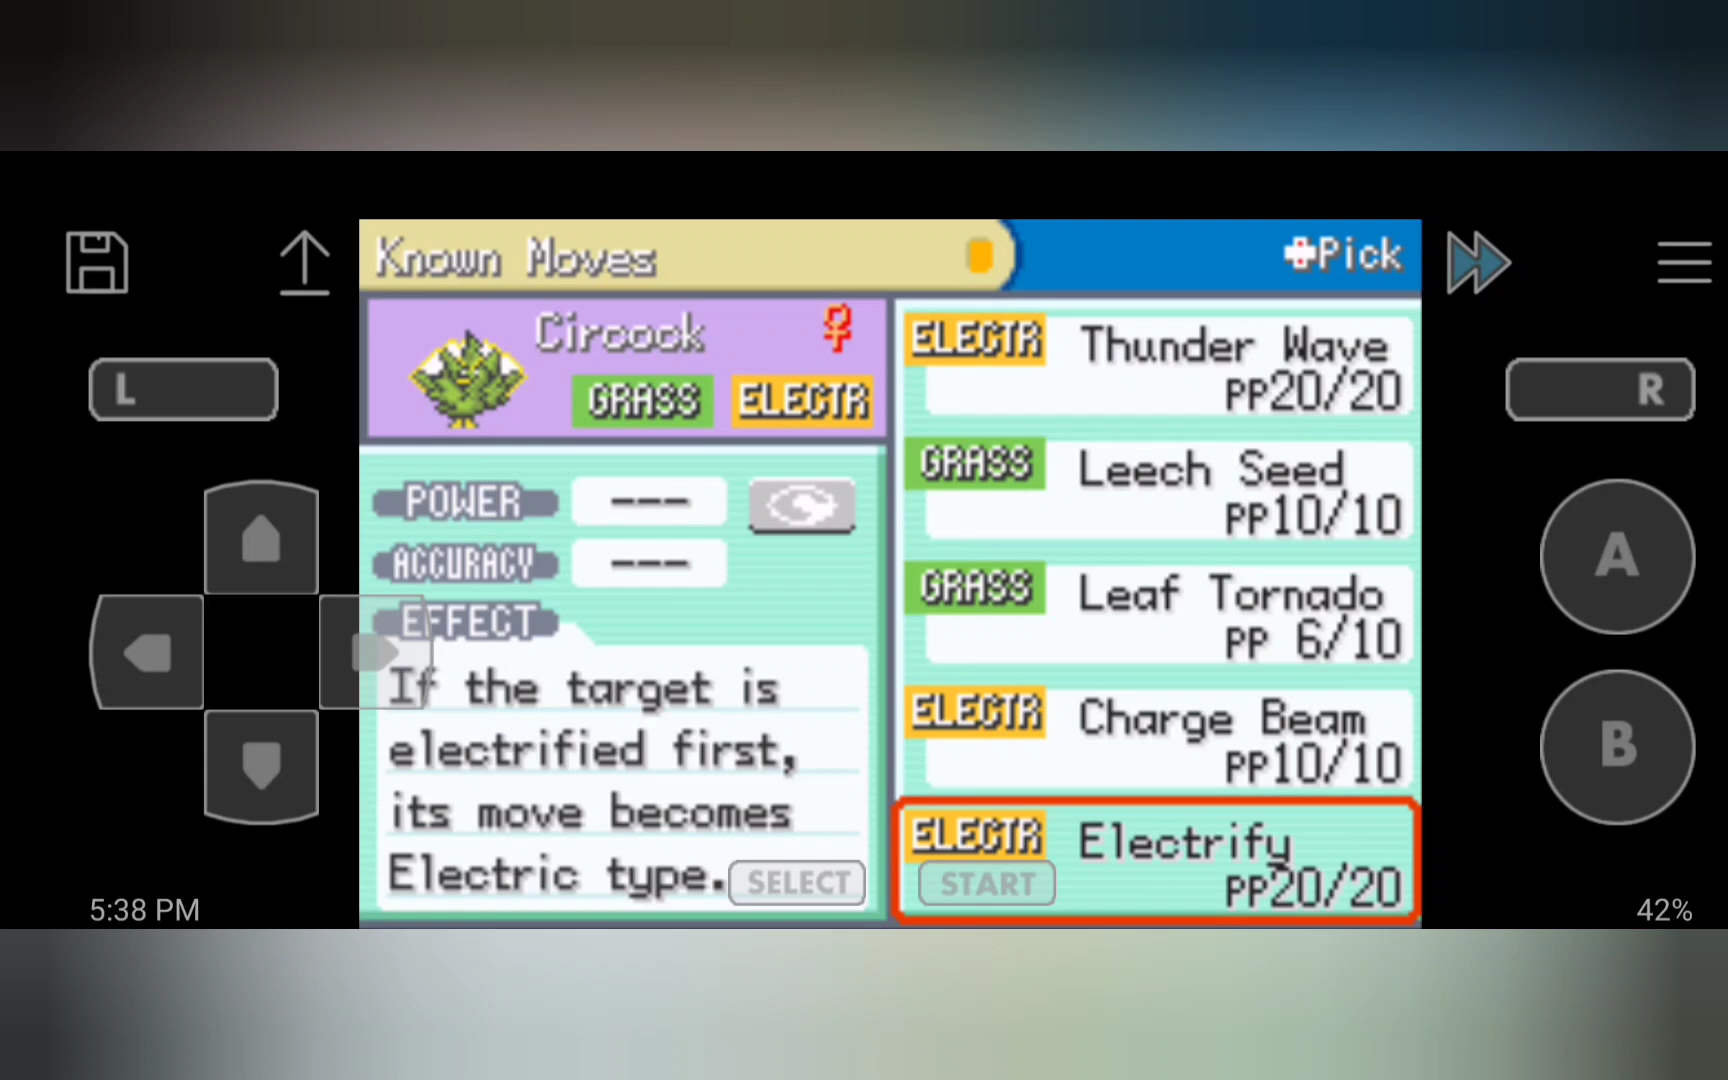 Known Moves
Pick
L
R
Circock ♀
GRASS ELECTR
POWER ---
ACCURACY ---
EFFECT
If the target is
electrified first,
its move becomes
Electric type.
SELECT
ELECTR Thunder Wave
PP20/20
GRASS Leech Seed
PP10/10
GRASS Leaf Tornado
PP 6/10
ELECTR Charge Beam
PP10/10
ELECTR Electrify
START
PP20/20
A
B
5:38 PM
42%